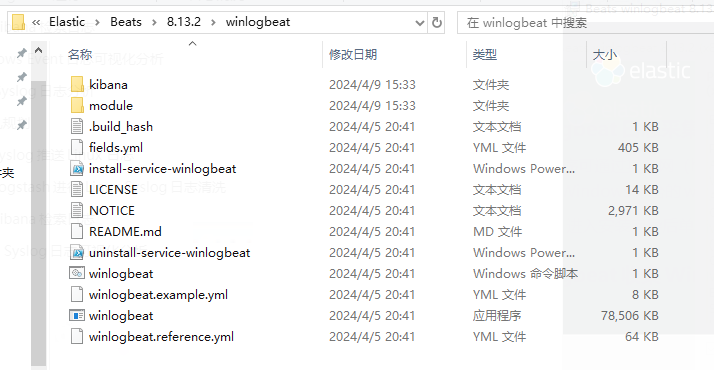 Beats winlogbeat 8.13
« Elastic > Beats > 8.13.2 > winlogbeat
在 winlogbeat 中搜索
名称 修改日期 类型 大小
kibana 2024/4/9 15:33 文件夹
module 2024/4/9 15:33 文件夹
.build_hash 2024/4/5 20:41 文本文档 1 KB
fields.yml 2024/4/5 20:41 YML 文件 405 KB
install-service-winlogbeat 2024/4/5 20:41 Windows Power... 1 KB
LICENSE 2024/4/5 20:41 文本文档 14 KB
NOTICE 2024/4/5 20:41 文本文档 2,971 KB
README.md 2024/4/5 20:41 MD 文件 1 KB
uninstall-service-winlogbeat 2024/4/5 20:41 Windows Power... 1 KB
winlogbeat 2024/4/5 20:41 Windows 命令脚本 1 KB
winlogbeat.example.yml 2024/4/5 20:41 YML 文件 8 KB
winlogbeat 2024/4/5 20:41 应用程序 78,506 KB
winlogbeat.reference.yml 2024/4/5 20:41 YML 文件 64 KB
elastic
夹